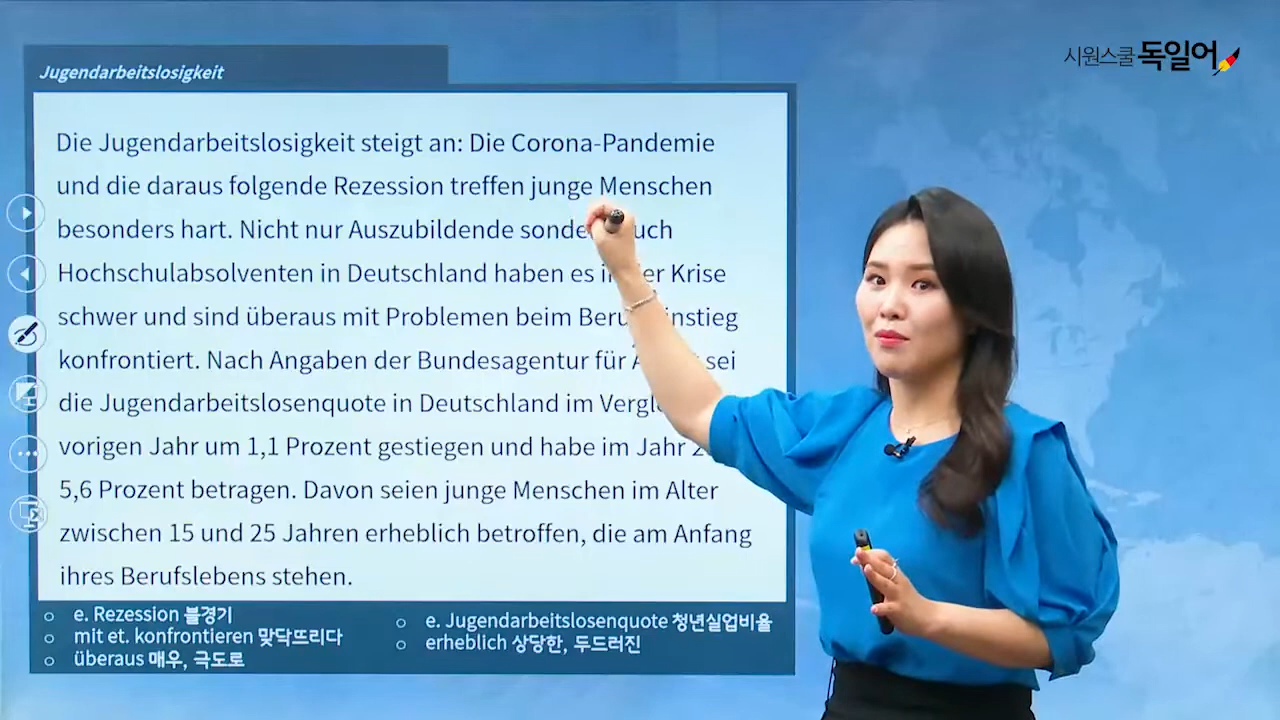 시원스쿨 독일어
Jugendarbeitslosigkeit
Die Jugendarbeitslosigkeit steigt an: Die Corona-Pandemie
und die daraus folgende Rezession treffen junge Menschen
besonders hart. Nicht nur Auszubildende
Hochschulabsolventen in Deutschland haben es Krise
schwer und sind überaus mit Problemen beim
konfrontiert. Nach Angaben der Bundesagentur für sei
die Jugendarbeitslosenquote in Deutschland im
vorigen Jahr um 1,1 Prozent gestiegen und habe im Jahr
5,6 Prozent betragen. Davon seien junge Menschen im Alter
zwischen 15 und 25 Jahren erheblich betroffen, die am Anfang
ihres Berufslebens stehen.
e. Rezession 불경기
mit et. konfrontieren 맞닥뜨리다
überaus 매우, 극도로
e. Jugendarbeitslosenquote 청년실업비율
erheblich 상당한, 두드러진